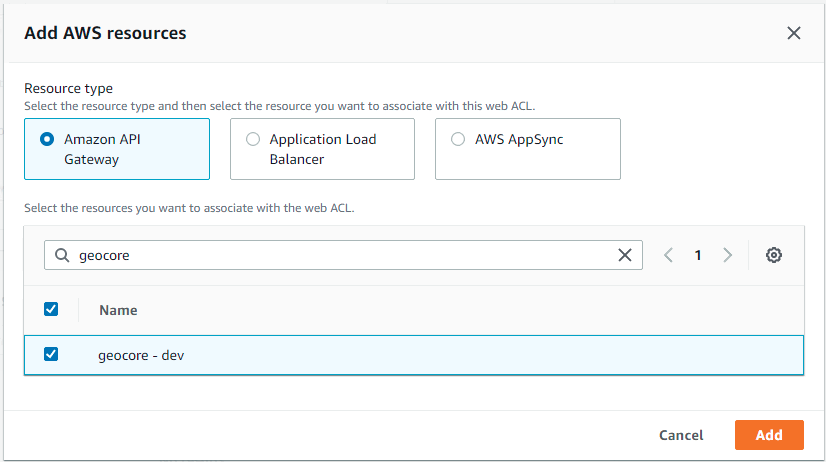 Add AWS resources
Resource type
Select the resource type and then select the resource you want to associate with this web ACL.
Amazon API
Gateway
Application Load
Balancer
AWS AppSync
Select the resources you want to associate with the web ACL.
geocore
1
Name
geocore - dev
Cancel
Add